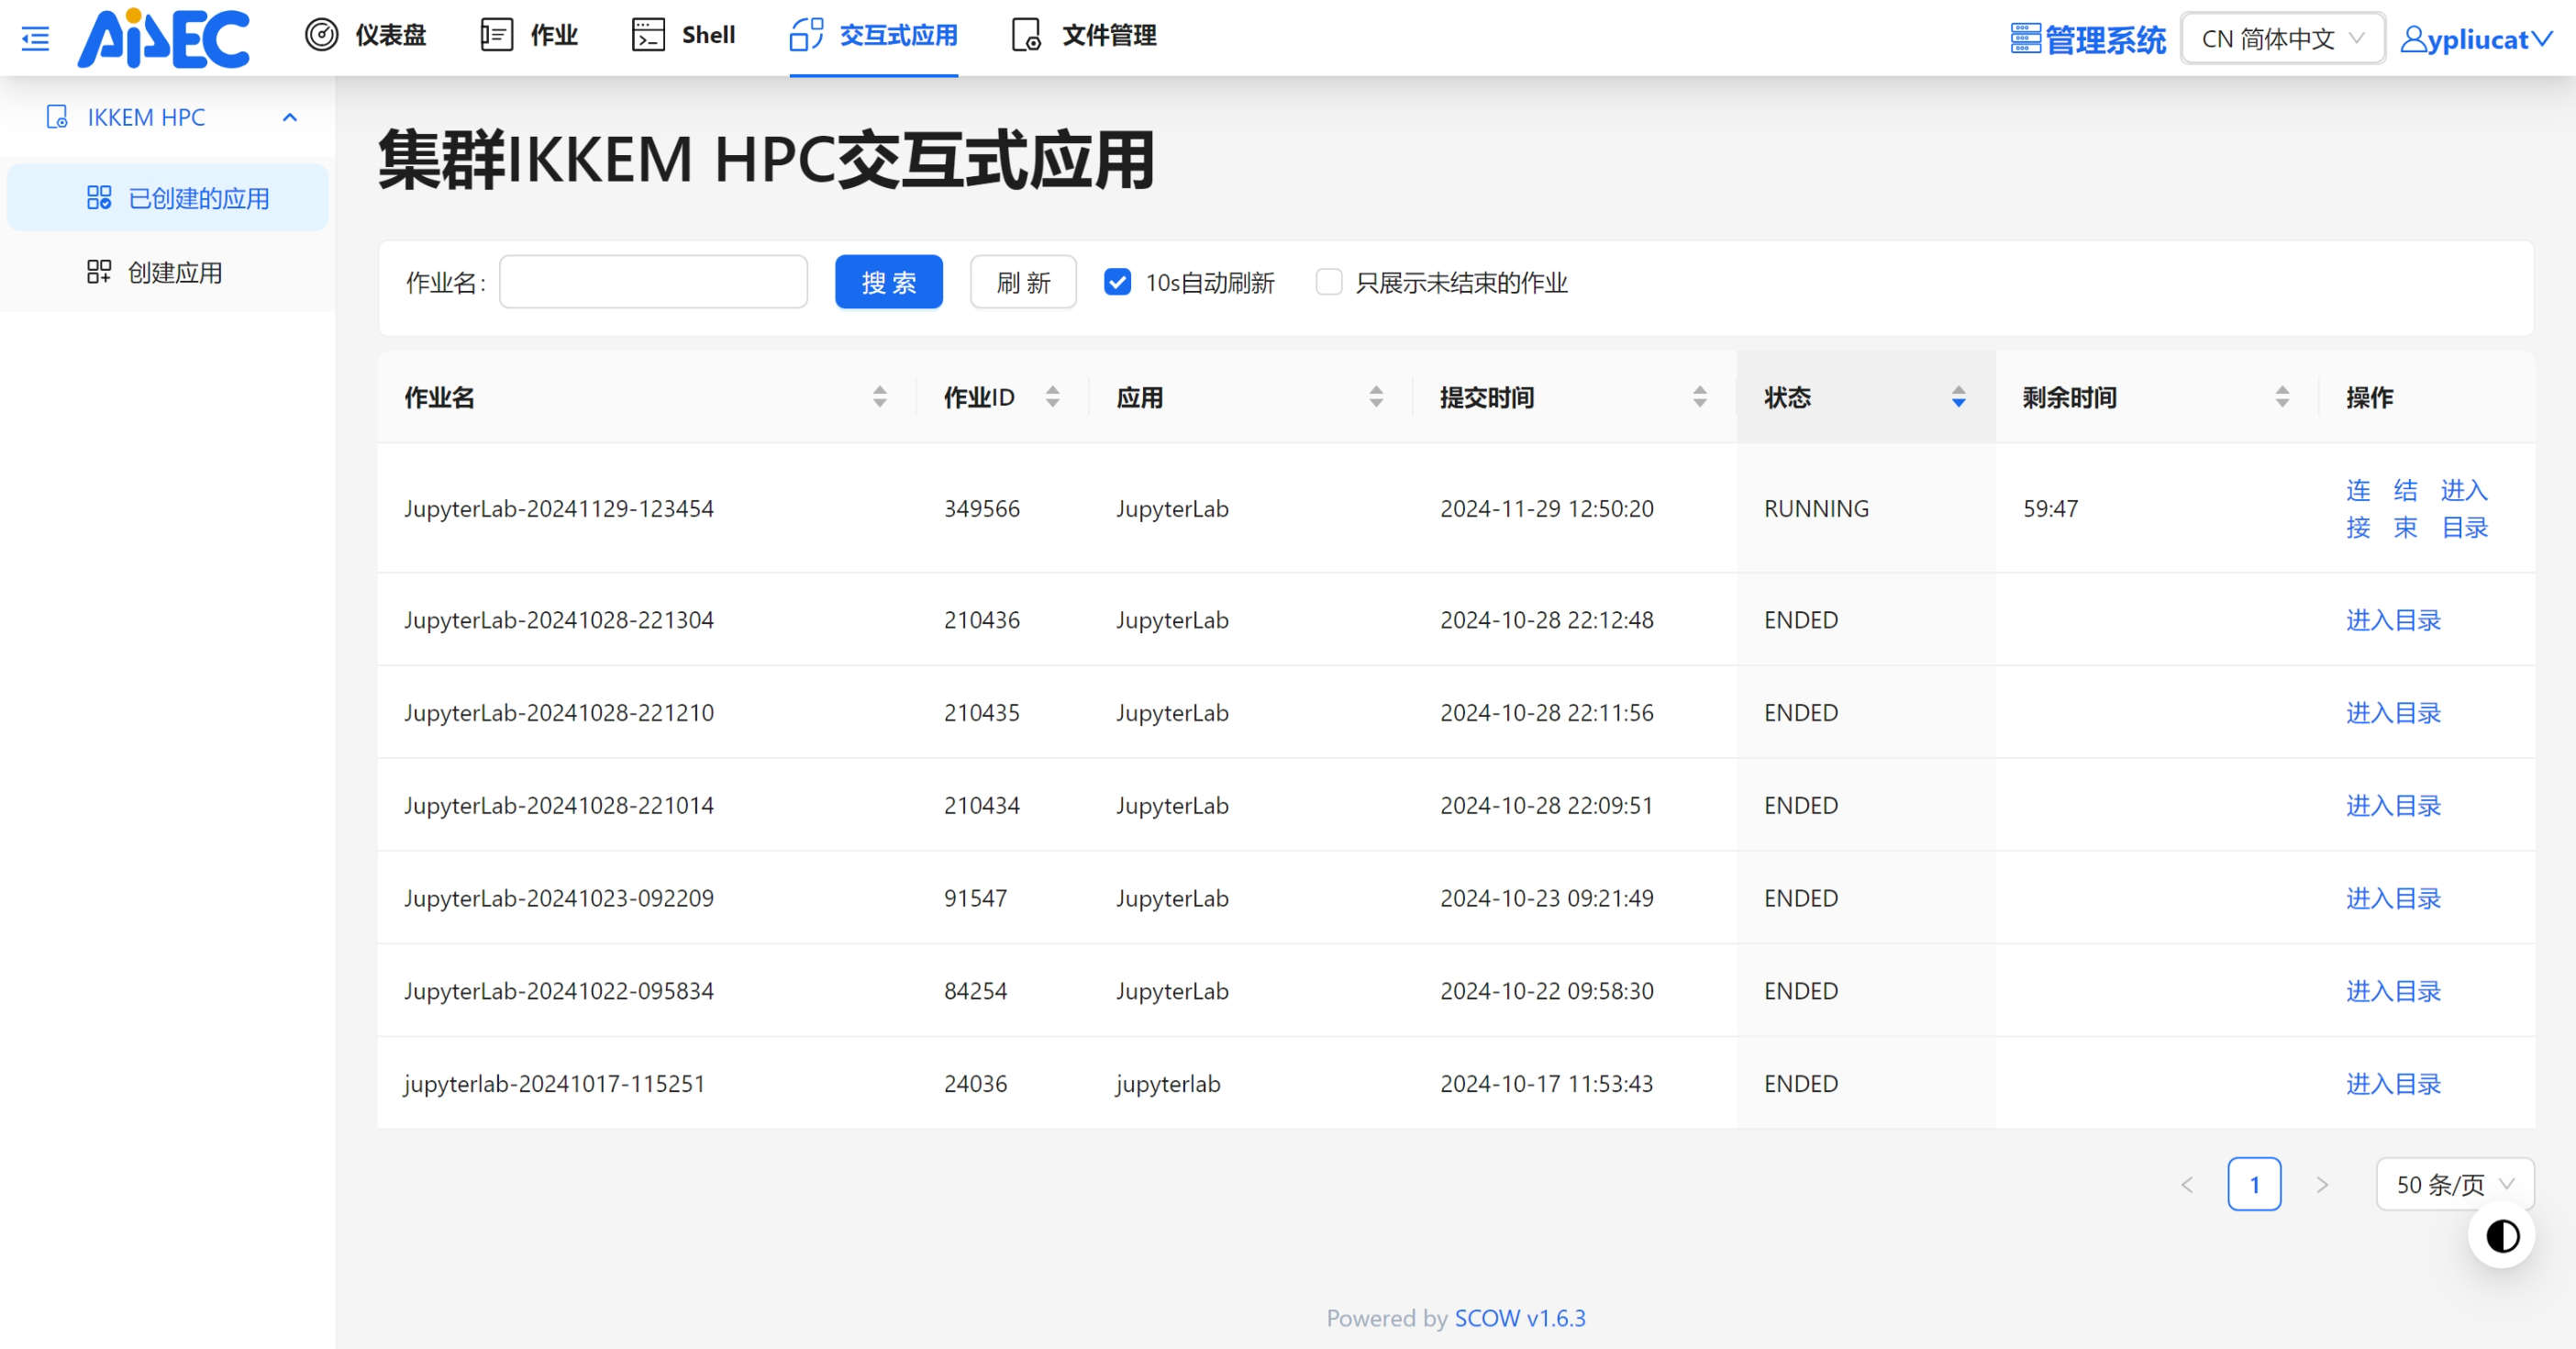 AiDEC 仪表盘 作业 Shell 交互式应用 文件管理 管理系统 CN 简体中文 ypliucat
IKKEM HPC
已创建的应用
创建应用
集群IKKEM HPC交互式应用
作业名: 搜 索 刷 新 10s自动刷新 只展示未结束的作业
作业名 作业ID 应用 提交时间 状态 剩余时间 操作
JupyterLab-20241129-123454 349566 JupyterLab 2024-11-29 12:50:20 RUNNING 59:47 连接 结束 进入目录
JupyterLab-20241028-221304 210436 JupyterLab 2024-10-28 22:12:48 ENDED 进入目录
JupyterLab-20241028-221210 210435 JupyterLab 2024-10-28 22:11:56 ENDED 进入目录
JupyterLab-20241028-221014 210434 JupyterLab 2024-10-28 22:09:51 ENDED 进入目录
JupyterLab-20241023-092209 91547 JupyterLab 2024-10-23 09:21:49 ENDED 进入目录
JupyterLab-20241022-095834 84254 JupyterLab 2024-10-22 09:58:30 ENDED 进入目录
jupyterlab-20241017-115251 24036 jupyterlab 2024-10-17 11:53:43 ENDED 进入目录
1 50 条/页
Powered by SCOW v1.6.3